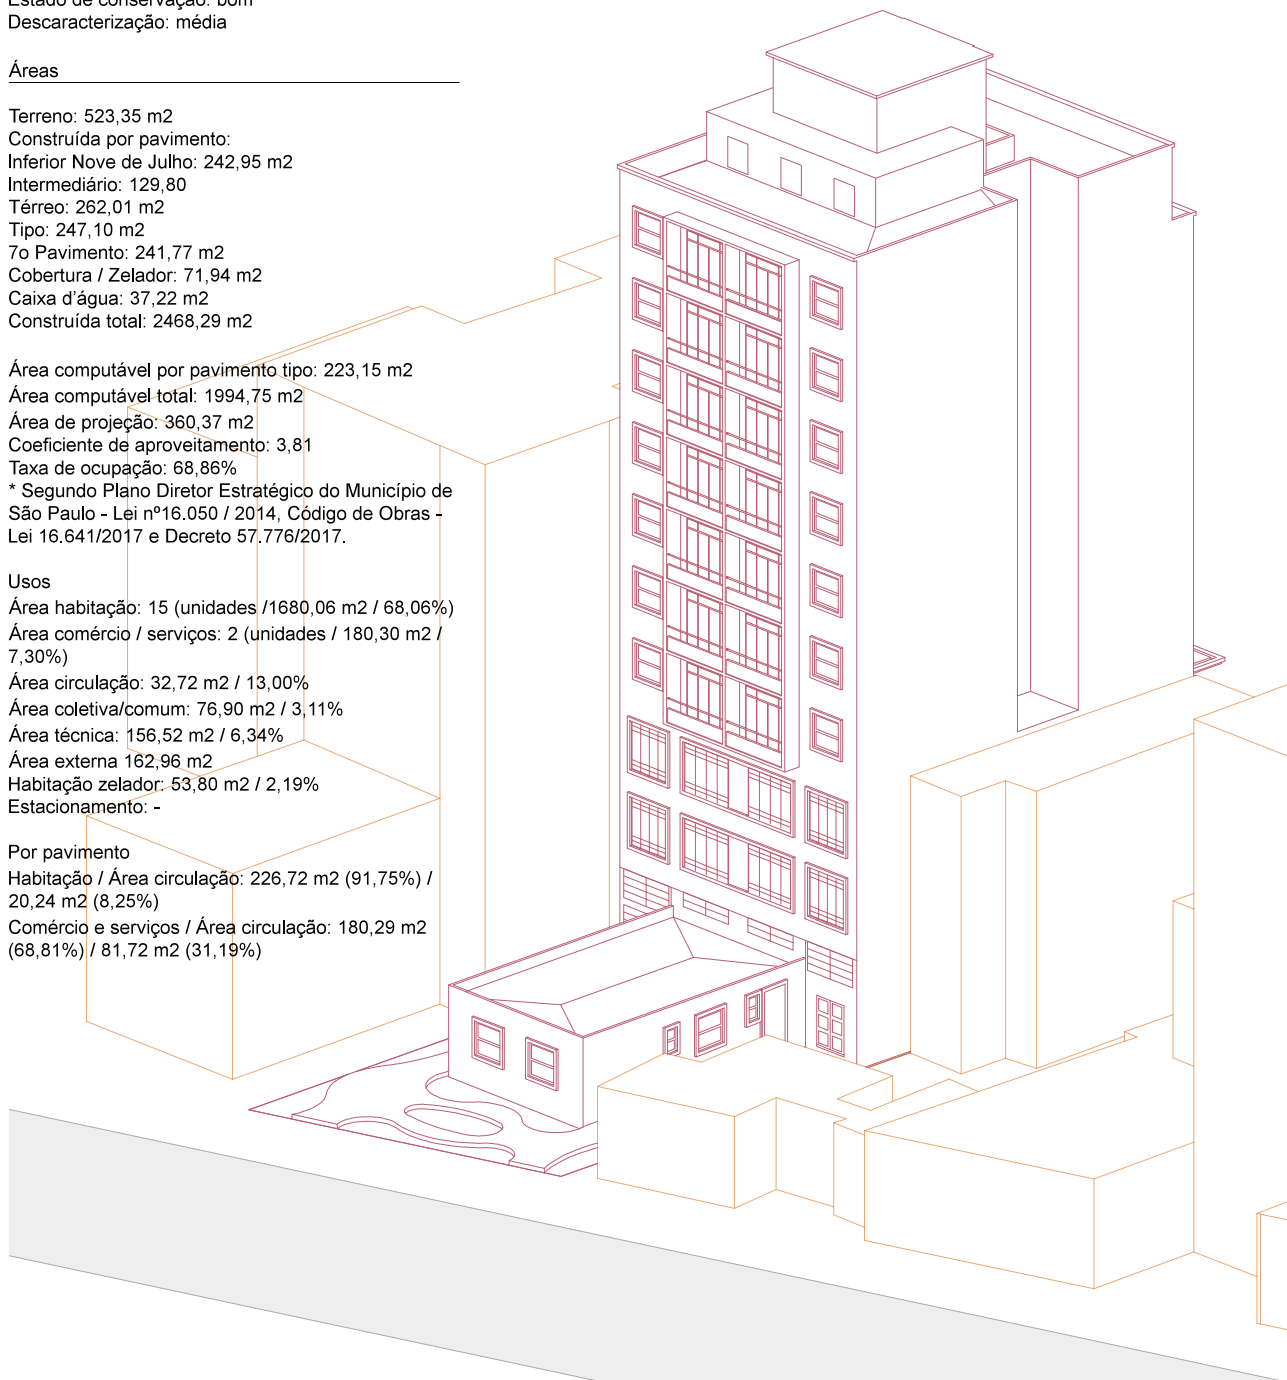 Estado de conservação: bom
Descaracterização: média
Áreas
Terreno: 523,35 m2
Construída por pavimento:
Inferior Nove de Julho: 242,95 m2
Intermediário: 129,80
Térreo: 262,01 m2
Tipo: 247,10 m2
7o Pavimento: 241,77 m2
Cobertura / Zelador: 71,94 m2
Caixa d'água: 37,22 m2
Construída total: 2468,29 m2
Área computável por pavimento tipo: 223,15 m2
Área computável total: 1994,75 m2
Área de projeção: 360,37 m2
Coeficiente de aproveitamento: 3,81
Taxa de ocupação: 68,86%
* Segundo Plano Diretor Estratégico do Município de
São Paulo - Lei nº16.050 / 2014, Código de Obras -
Lei 16.641/2017 e Decreto 57.776/2017.
Usos
Área habitação: 15 (unidades /1680,06 m2 / 68,06%)
Área comércio / serviços: 2 (unidades / 180,30 m2 /
7,30%)
Área circulação: 32,72 m2 / 13,00%
Área coletiva/comum: 76,90 m2 / 3,11%
Área técnica: 156,52 m2 / 6,34%
Área externa 162,96 m2
Habitação zelador: 53,80 m2 / 2,19%
Estacionamento: -
Por pavimento
Habitação / Área circulação: 226,72 m2 (91,75%) /
20,24 m2 (8,25%)
Comércio e serviços / Área circulação: 180,29 m2
(68,81%) / 81,72 m2 (31,19%)